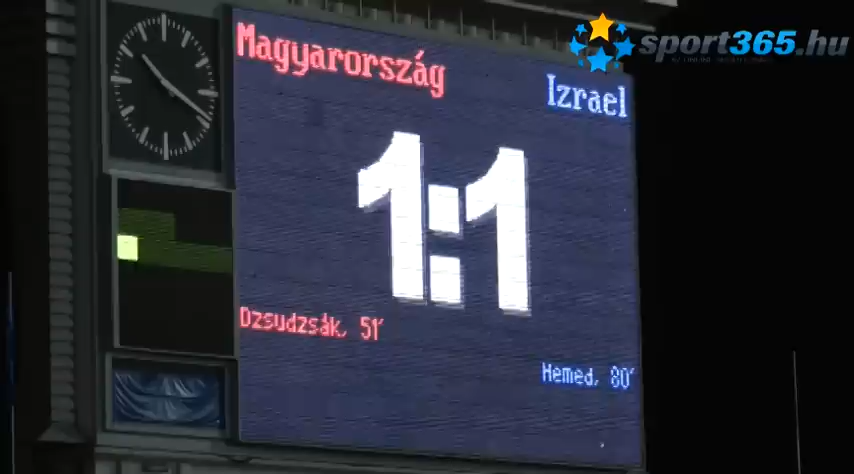 sport365.hu
Magyarország
Izrael
1:1
Dzsudzsák, 51'
Hemed, 80'